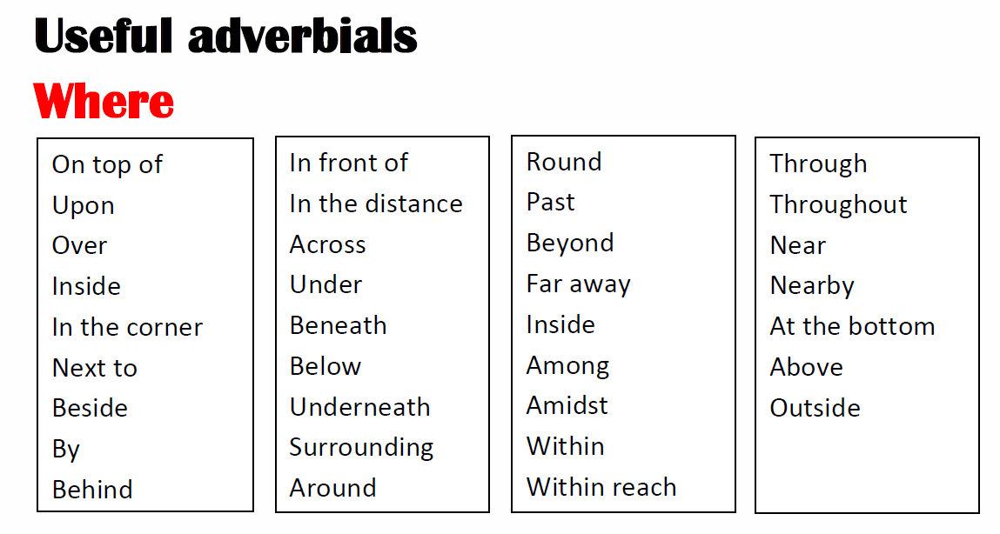 Useful adverbials
Where
On top of
Upon
Over
Inside
In the corner
Next to
Beside
By
Behind
In front of
In the distance
Across
Under
Beneath
Below
Underneath
Surrounding
Around
Round
Past
Beyond
Far away
Inside
Among
Amidst
Within
Within reach
Through
Throughout
Near
Nearby
At the bottom
Above
Outside